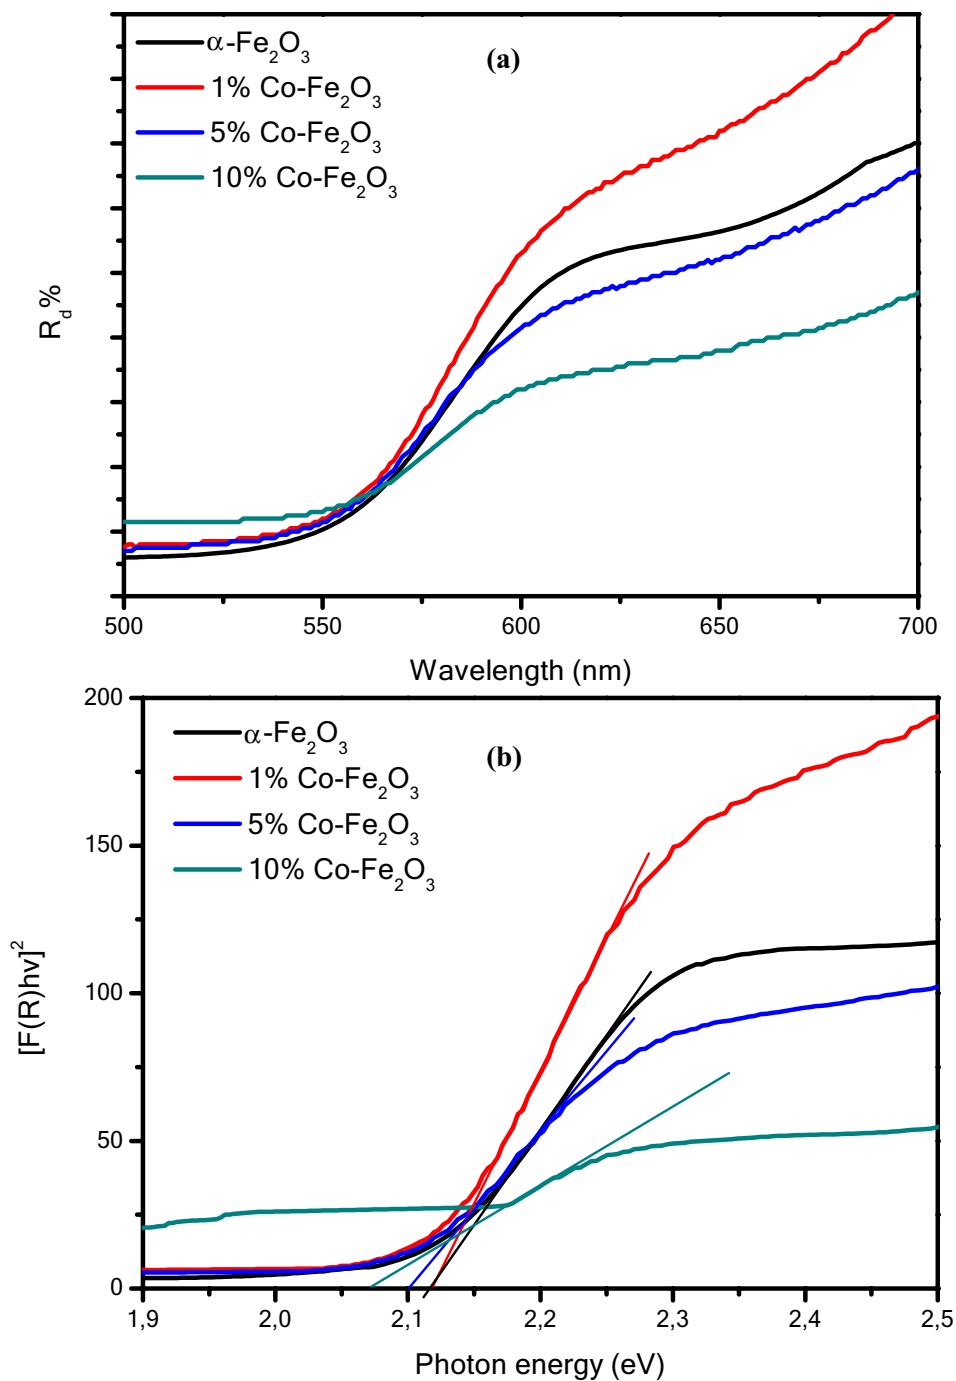 α-Fe₂O₃
1% Co-Fe₂O₃
5% Co-Fe₂O₃
10% Co-Fe₂O₃
(a)
R_d%
500 550 600 650 700
Wavelength (nm)
α-Fe₂O₃
1% Co-Fe₂O₃
5% Co-Fe₂O₃
10% Co-Fe₂O₃
(b)
[F(R)hv]²
200
150
100
50
0
1,9 2,0 2,1 2,2 2,3 2,4 2,5
Photon energy (eV)